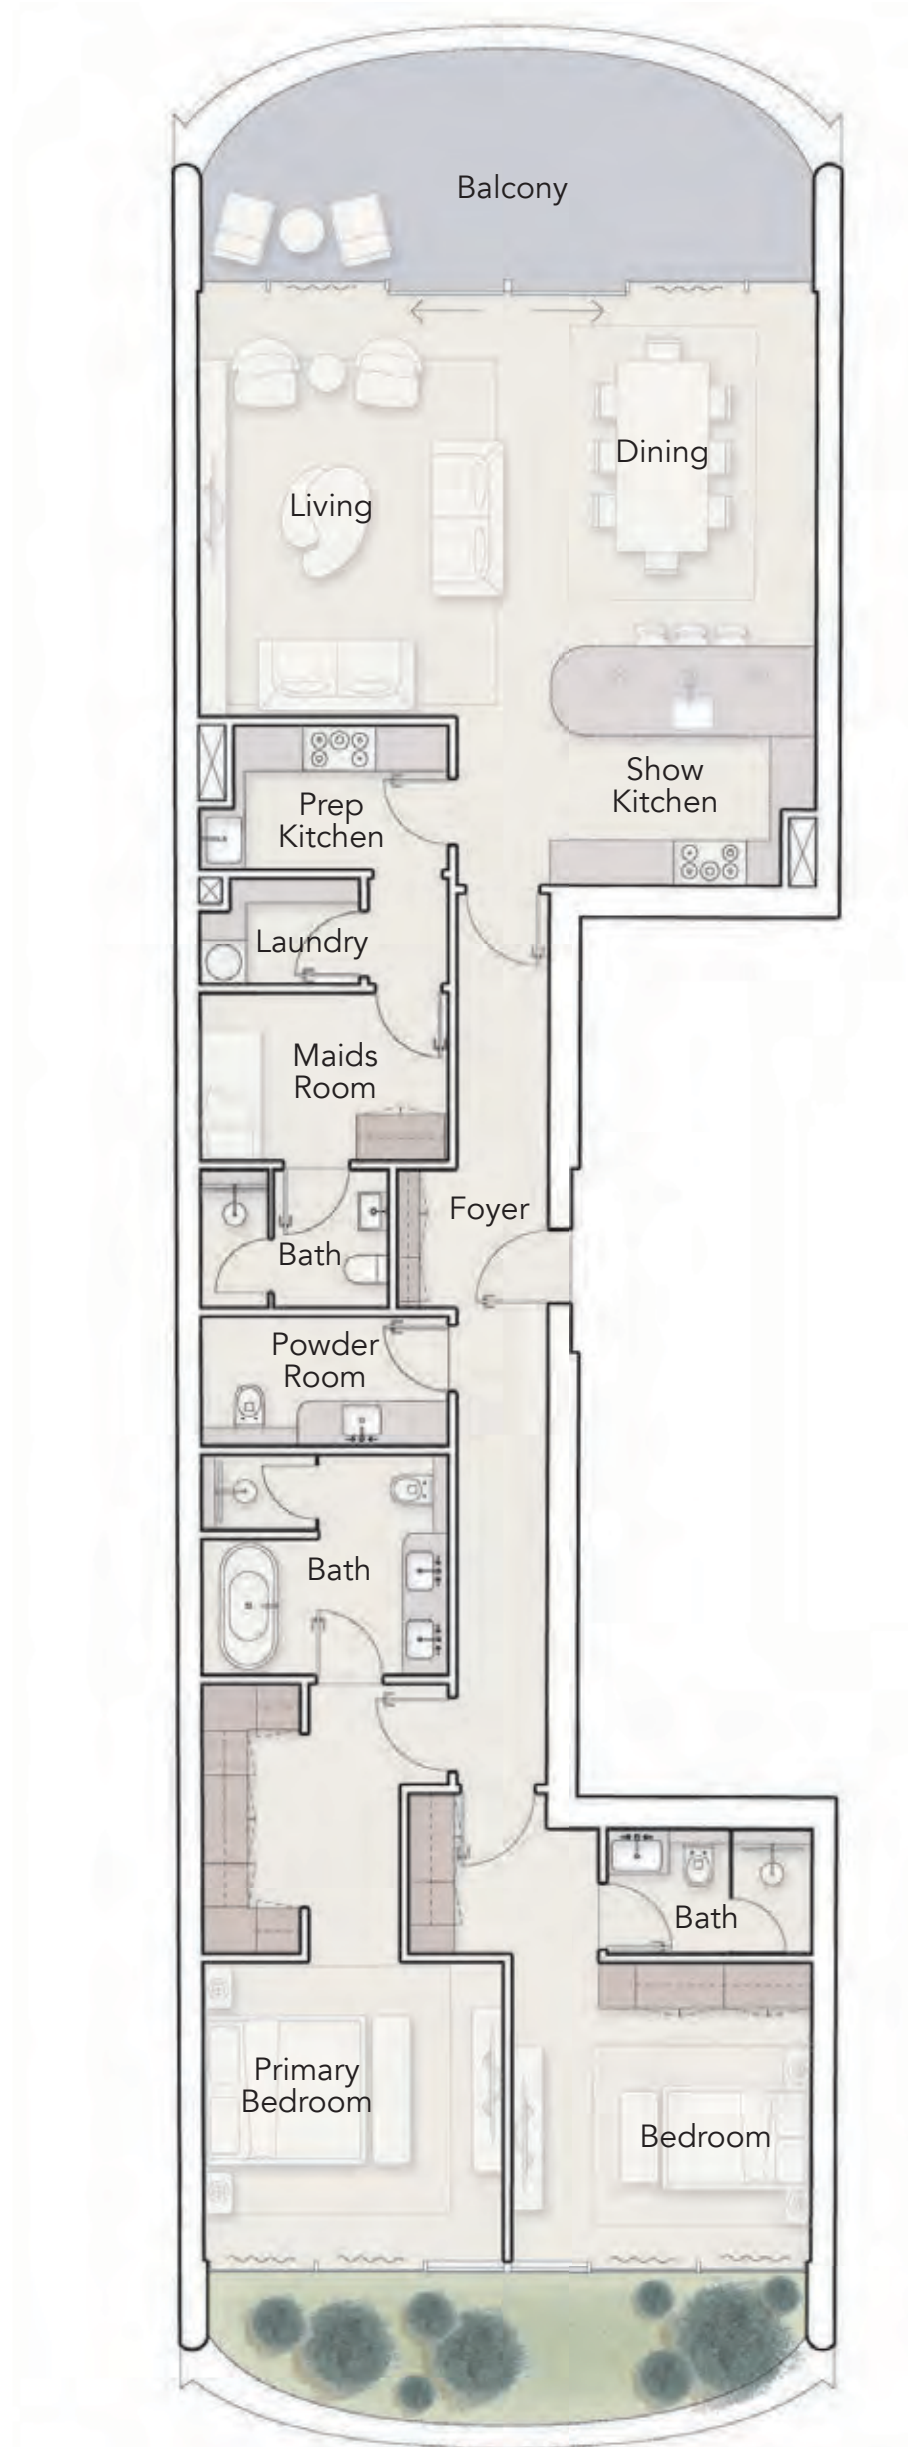 Balcony
Dining
Living
Show
Kitchen
Prep
Kitchen
Laundry
Maids
Room
Foyer
Bath
Powder
Room
Bath
Bath
Primary
Bedroom
Bedroom